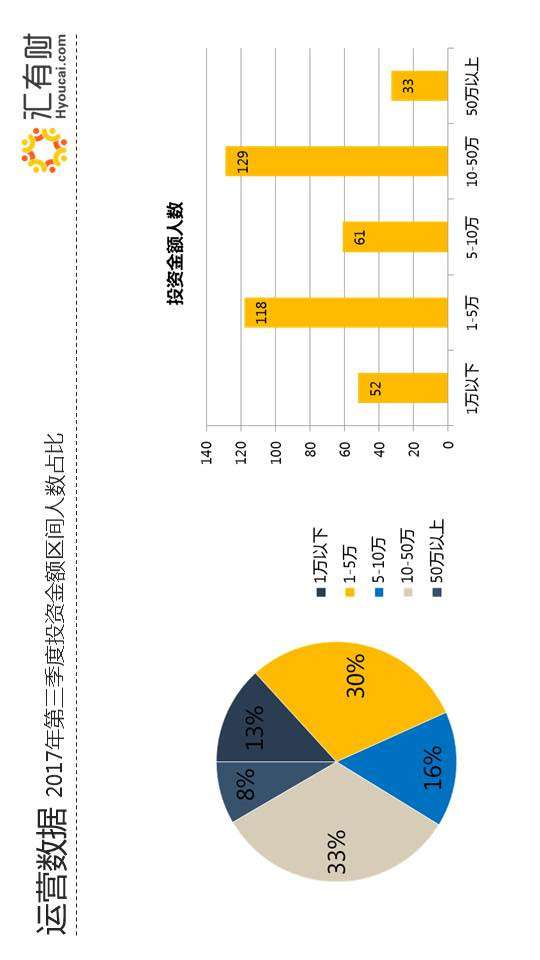 运营数据 2017年第三季度投资金额区间人数占比
汇有财
Hyoucai.com
13%
30%
16%
33%
8%
1万以下
1-5万
5-10万
10-50万
50万以上
投资金额人数
140
120
100
80
60
40
20
0
52
118
61
129
33
1万以下
1-5万
5-10万
10-50万
50万以上